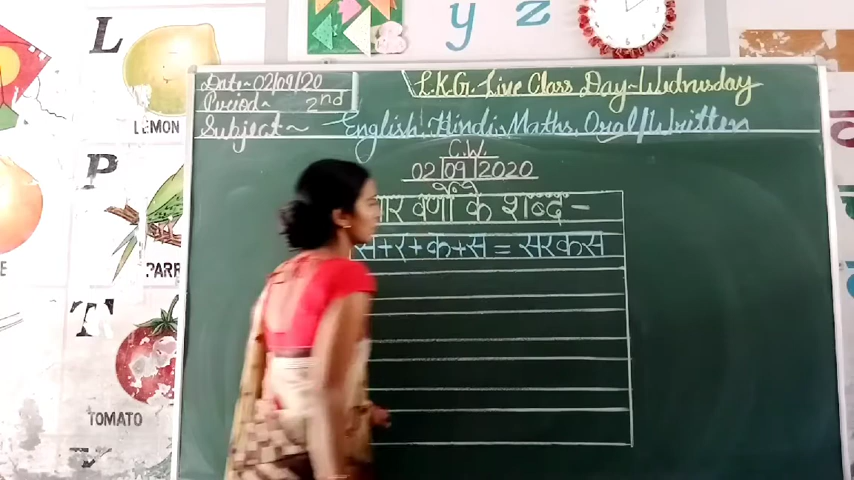 Date~02/09/20
Period~ 2nd
L.K.G. Live Class Day~Wednesday
Subject~ English, Hindi, Maths, Oral/Written
C.W.
02 09 2020
वर्णों के शब्द-
स+र+क+स = सरकस
L
LMON
P
PARR
T
TOMATO
y
z